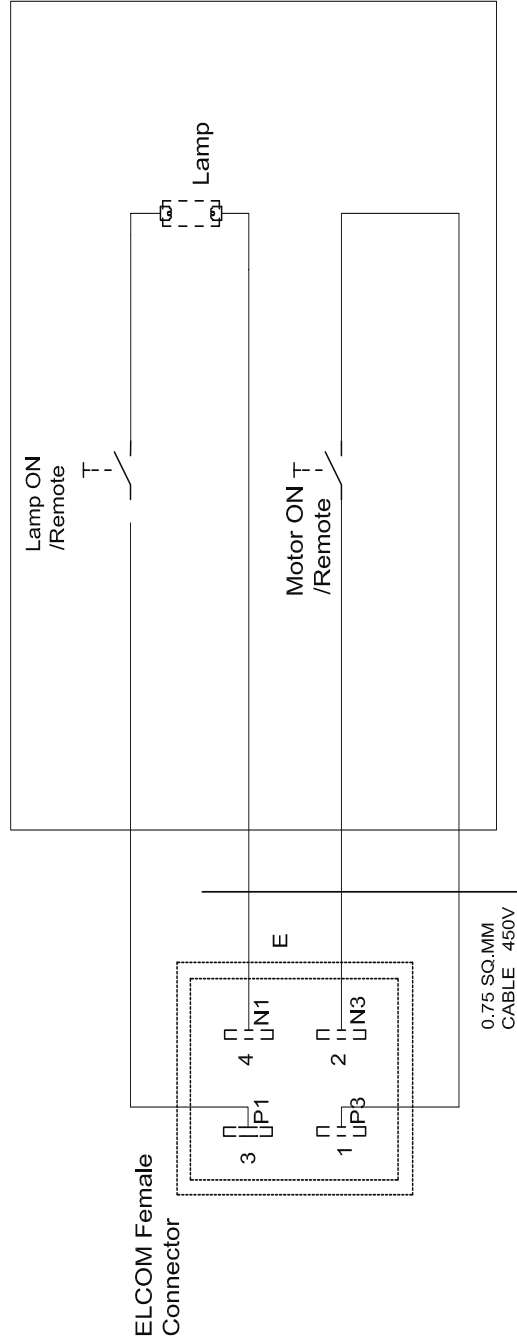 Lamp ON
/Remote
Lamp
Motor ON
/Remote
E
0.75 SQ.MM
CABLE 450V
4
N1
2
N3
3
P1
1
P3
ELCOM Female
Connector